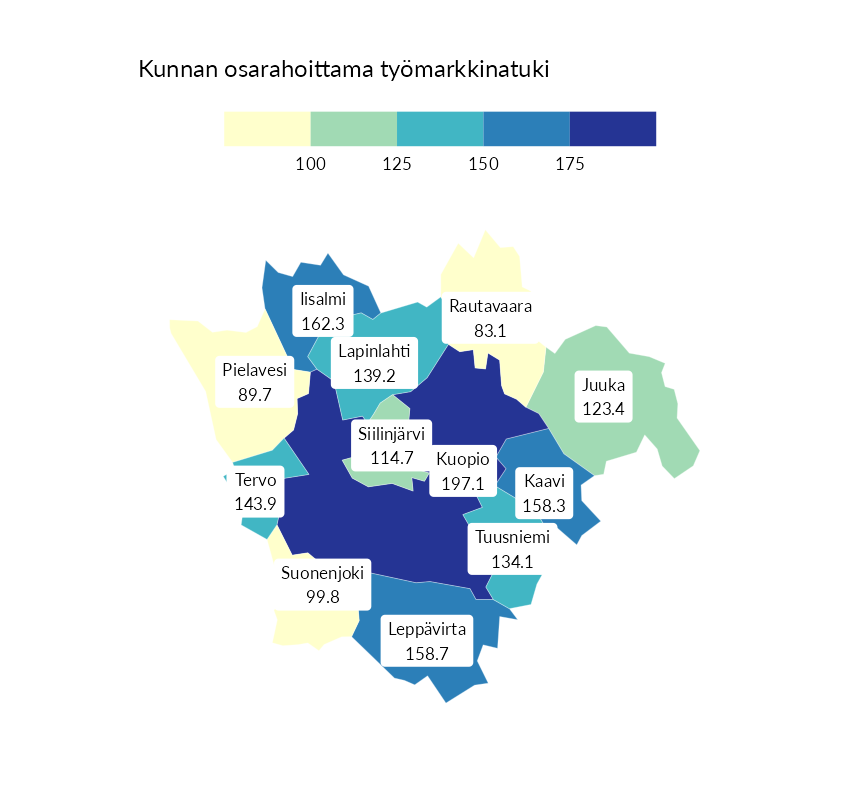 Kunnan osarahoittama työmarkkinatuki
100 125 150 175
Iisalmi
162.3
Rautavaara
83.1
Lapinlahti
139.2
Pielavesi
89.7
Juuka
123.4
Siilinjärvi
114.7
Kuopio
197.1
Tervo
143.9
Kaavi
158.3
Tuusniemi
134.1
Suonenjoki
99.8
Leppävirta
158.7